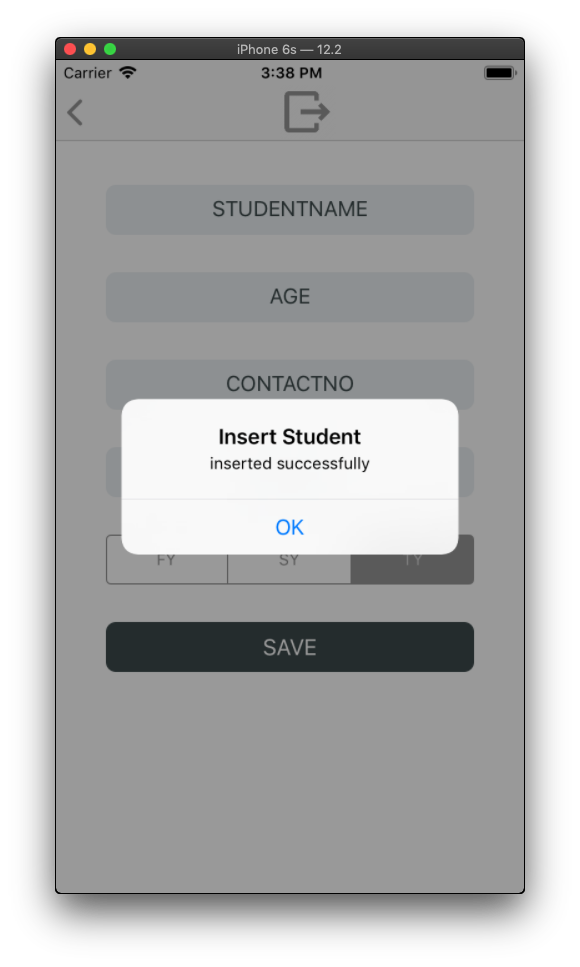 iPhone 6s — 12.2
Carrier
3:38 PM
STUDENTNAME
AGE
CONTACTNO
Insert Student
inserted successfully
OK
FY
SY
TY
SAVE